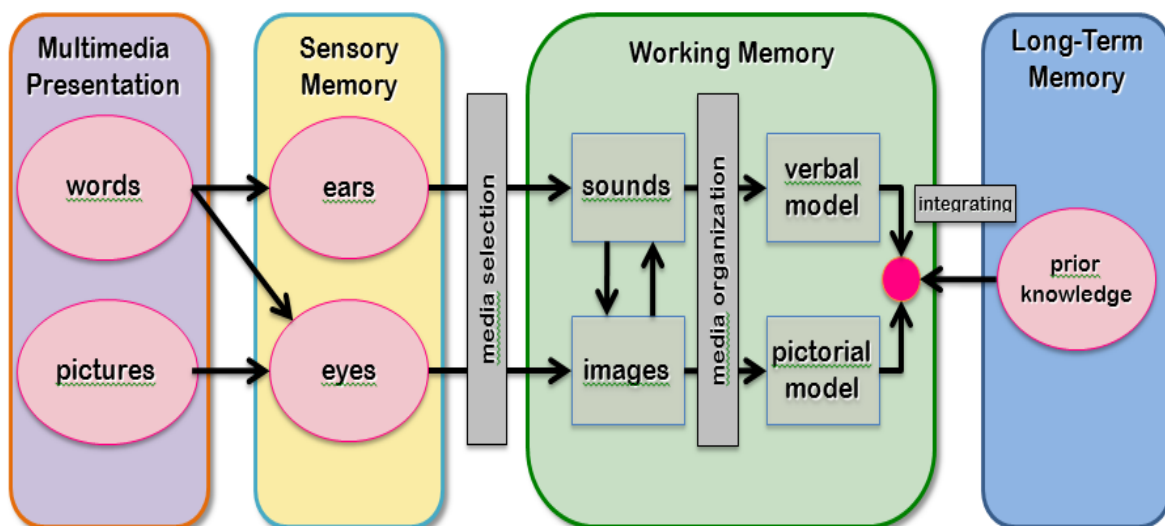 Multimedia
Presentation
words
pictures
Sensory
Memory
ears
eyes
media selection
Working Memory
sounds
images
media organization
verbal
model
pictorial
model
integrating
Long-Term
Memory
prior
knowledge